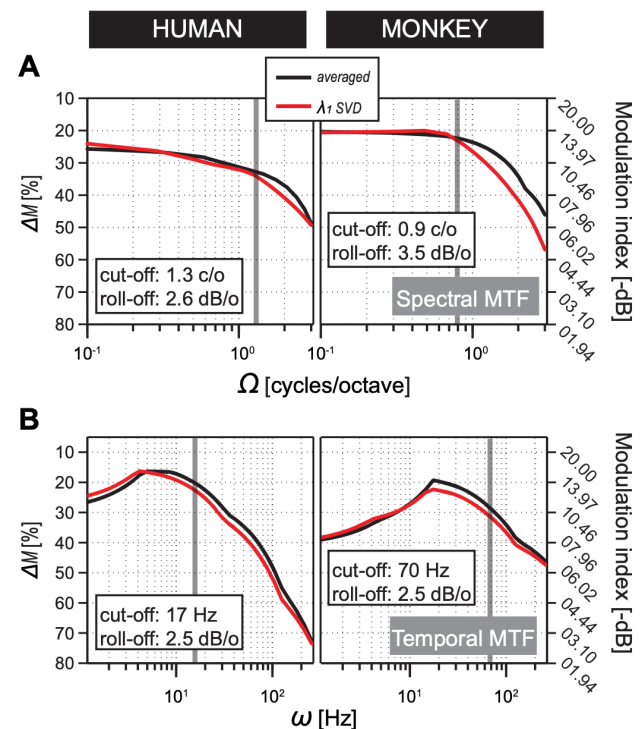 HUMAN MONKEY
A
averaged
λ1 SVD
ΔM [%]
10
20
30
40
50
60
70
80
cut-off: 1.3 c/o
roll-off: 2.6 dB/o
cut-off: 0.9 c/o
roll-off: 3.5 dB/o
Spectral MTF
20.00
13.97
10.46
07.96
06.02
04.44
03.10
01.94
Modulation index [-dB]
10-1 100 10-1 100
Ω [cycles/octave]
B
ΔM [%]
10
20
30
40
50
60
70
80
cut-off: 17 Hz
roll-off: 2.5 dB/o
cut-off: 70 Hz
roll-off: 2.5 dB/o
Temporal MTF
20.00
13.97
10.46
07.96
06.02
04.44
03.10
01.94
Modulation index [-dB]
101 102 101 102
ω [Hz]